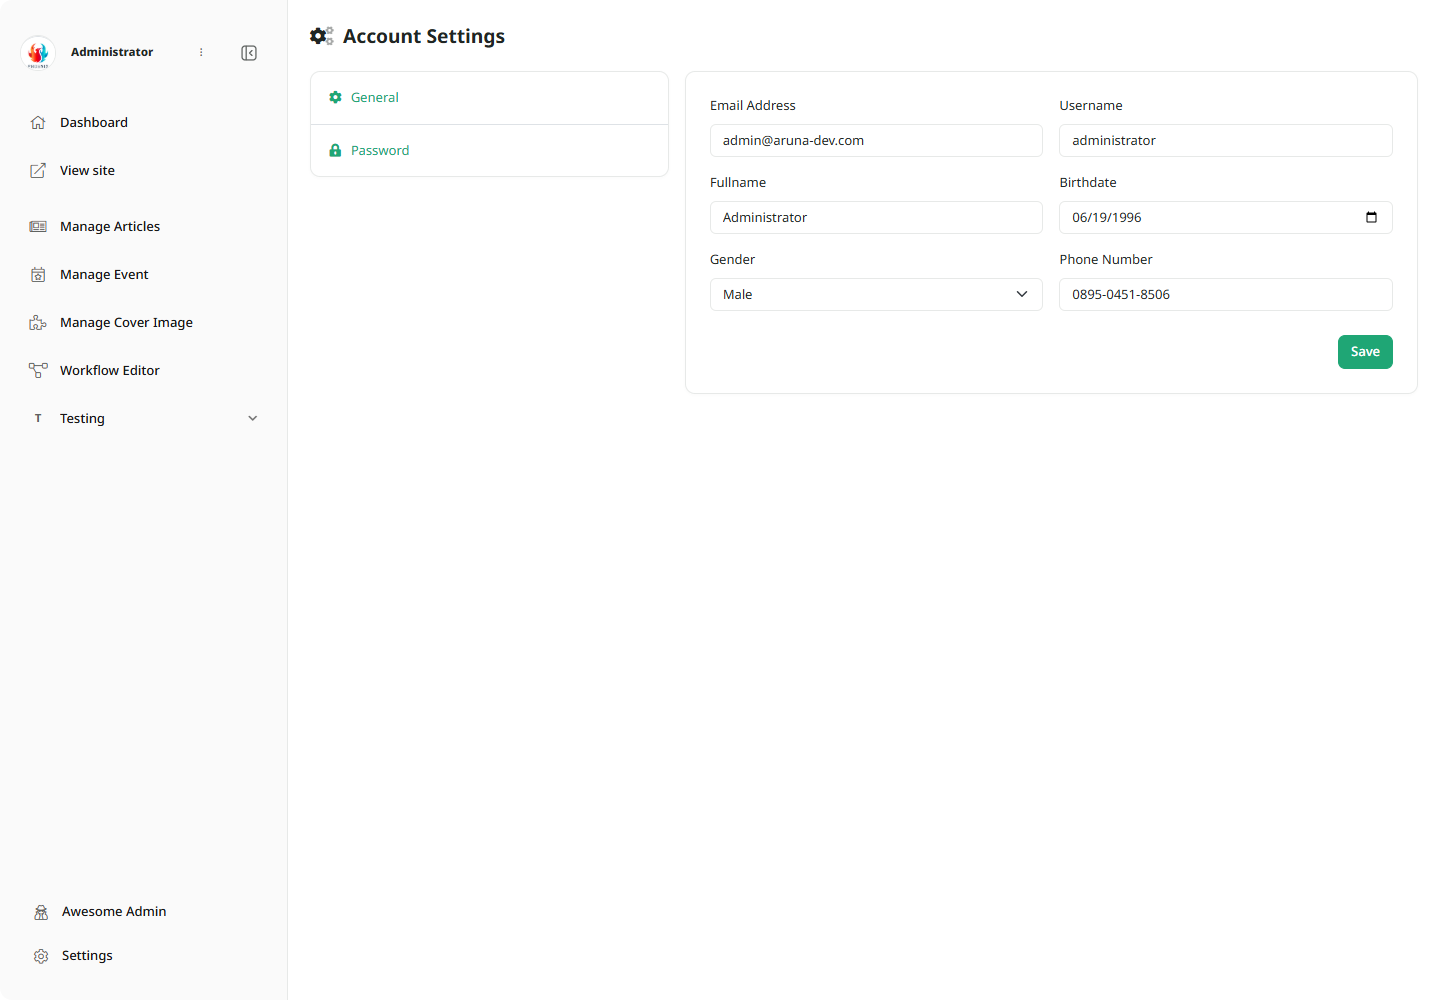 Administrator
Dashboard
View site
Manage Articles
Manage Event
Manage Cover Image
Workflow Editor
T Testing
Awesome Admin
Settings
Account Settings
General
Password
Email Address
admin@aruna-dev.com
Username
administrator
Fullname
Administrator
Birthdate
06/19/1996
Gender
Male
Phone Number
0895-0451-8506
Save